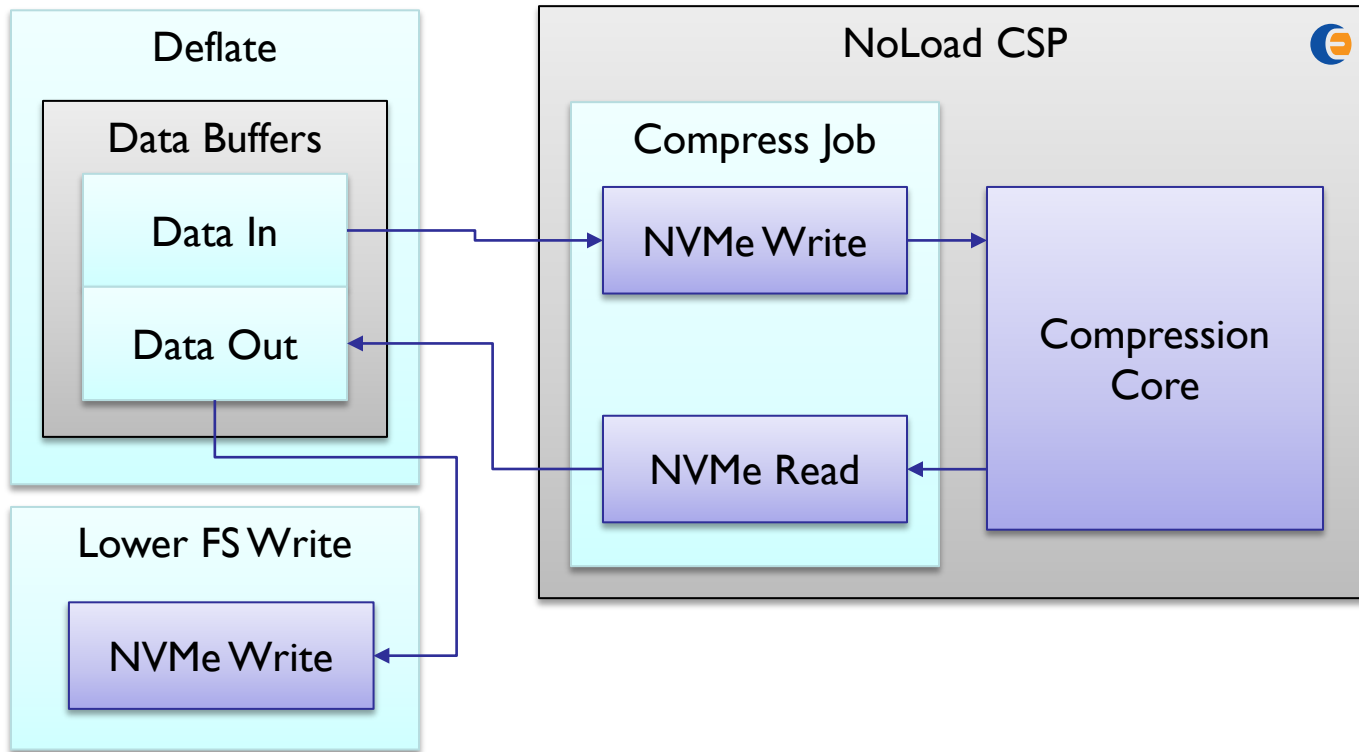 Deflate
Data Buffers
Data In
Data Out
Lower FS Write
NVMe Write
NoLoad CSP
Compress Job
NVMe Write
NVMe Read
Compression
Core